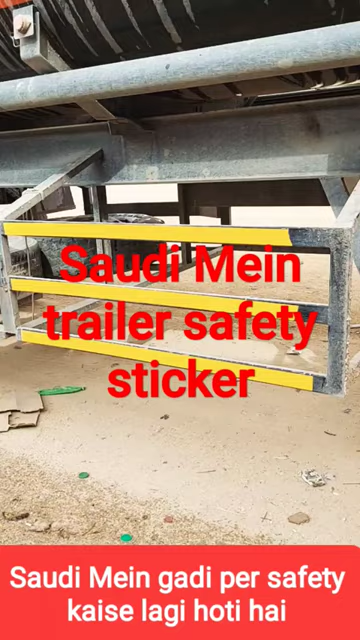 Saudi Mein
trailer safety
sticker
Saudi Mein gadi per safety
kaise lagi hoti hai